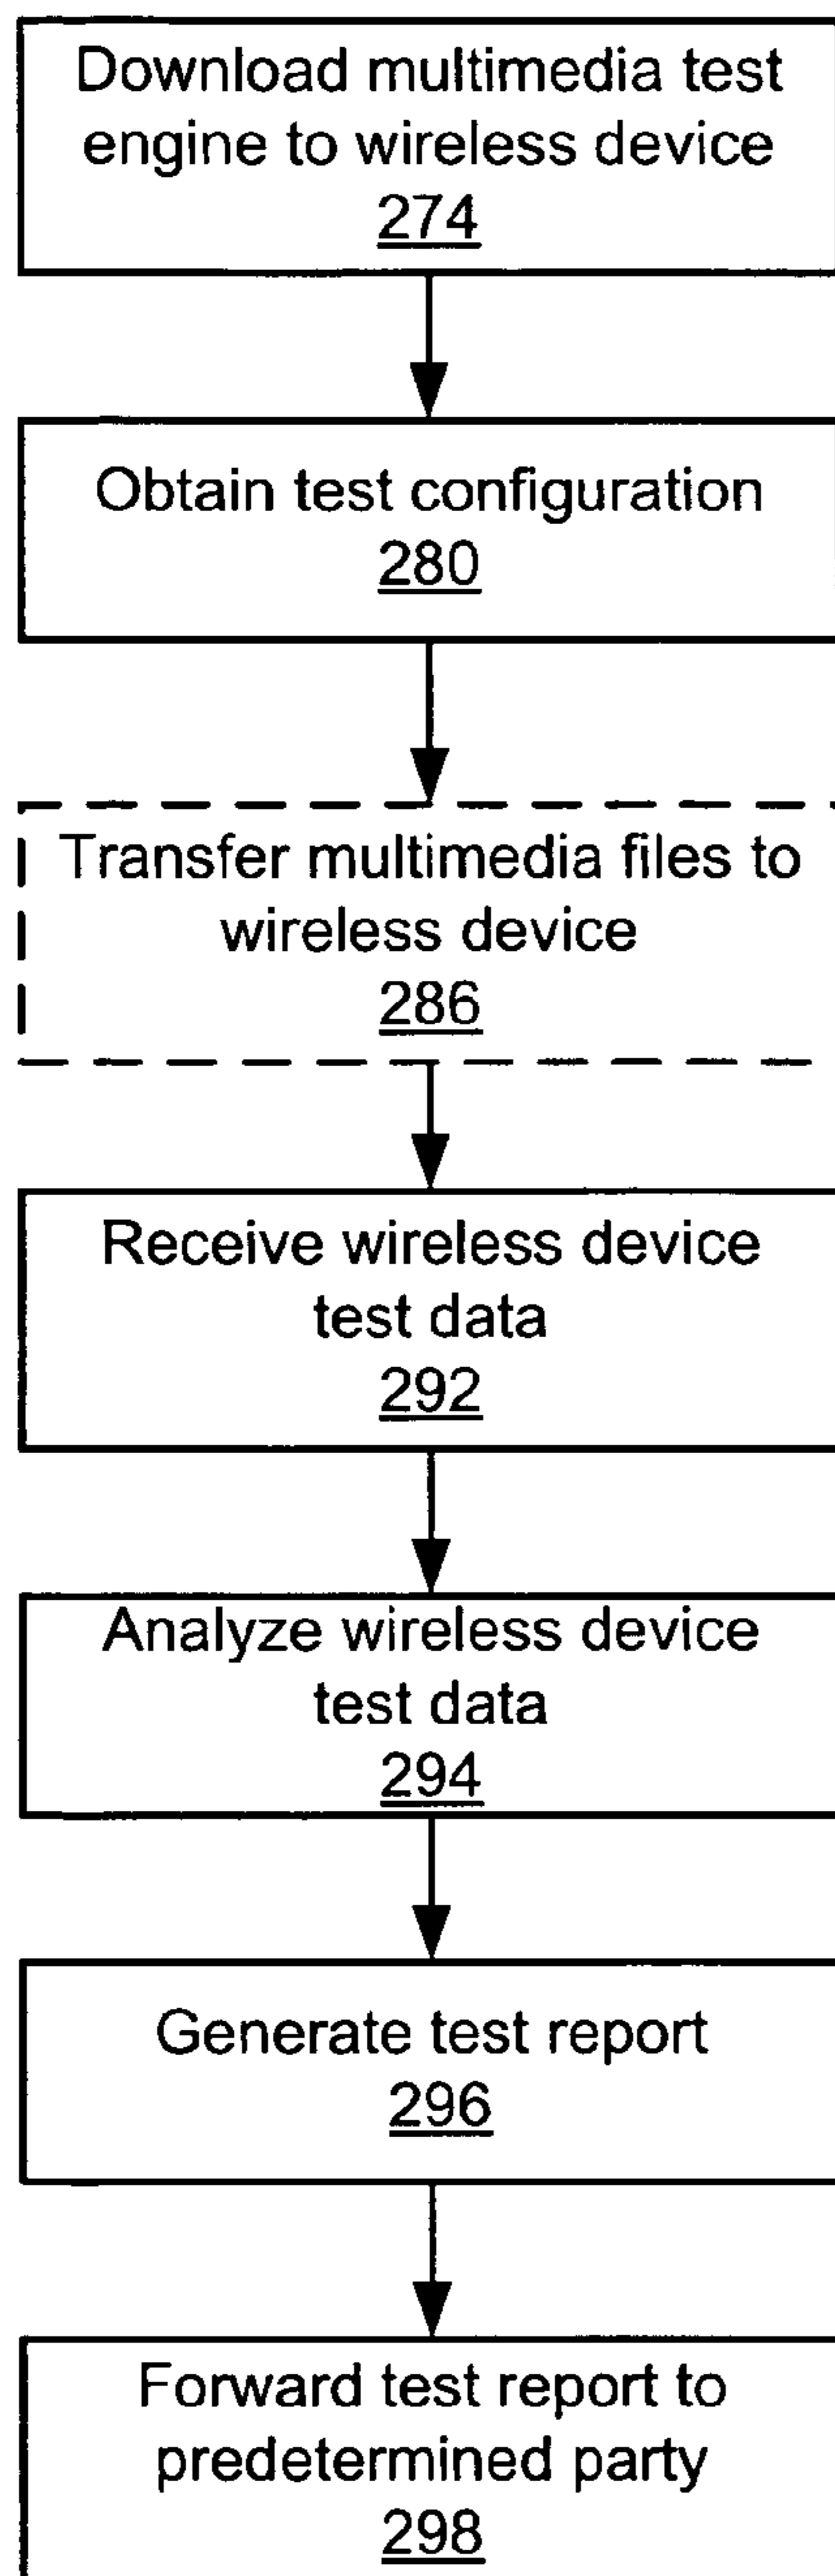 Download multimedia test
engine to wireless device
274
Obtain test configuration
280
Transfer multimedia files to
wireless device
286
Receive wireless device
test data
292
Analyze wireless device
test data
294
Generate test report
296
Forward test report to
predetermined party
298